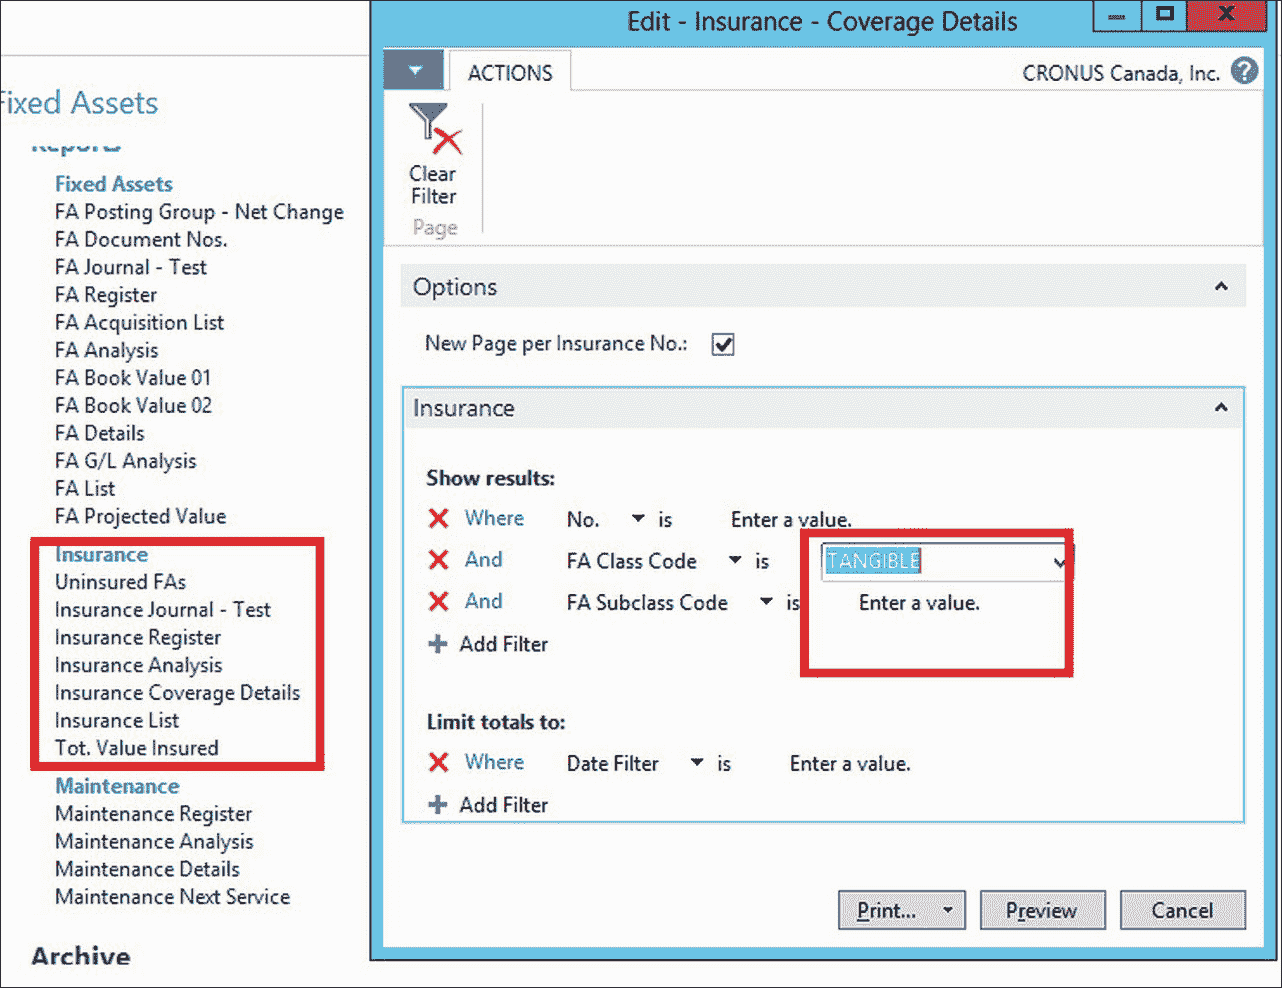 Fixed Assets
Reports
Fixed Assets
FA Posting Group - Net Change
FA Document Nos.
FA Journal - Test
FA Register
FA Acquisition List
FA Analysis
FA Book Value 01
FA Book Value 02
FA Details
FA G/L Analysis
FA List
FA Projected Value
Insurance
Uninsured FAs
Insurance Journal - Test
Insurance Register
Insurance Analysis
Insurance Coverage Details
Insurance List
Tot. Value Insured
Maintenance
Maintenance Register
Maintenance Analysis
Maintenance Details
Maintenance Next Service
Archive
Edit - Insurance - Coverage Details
ACTIONS
CRONUS Canada, Inc.
Clear
Filter
Page
Options
New Page per Insurance No.:
Insurance
Show results:
Where No. is Enter a value.
And FA Class Code is TANGIBLE
And FA Subclass Code is Enter a value.
Add Filter
Limit totals to:
Where Date Filter is Enter a value.
Add Filter
Print... Preview Cancel